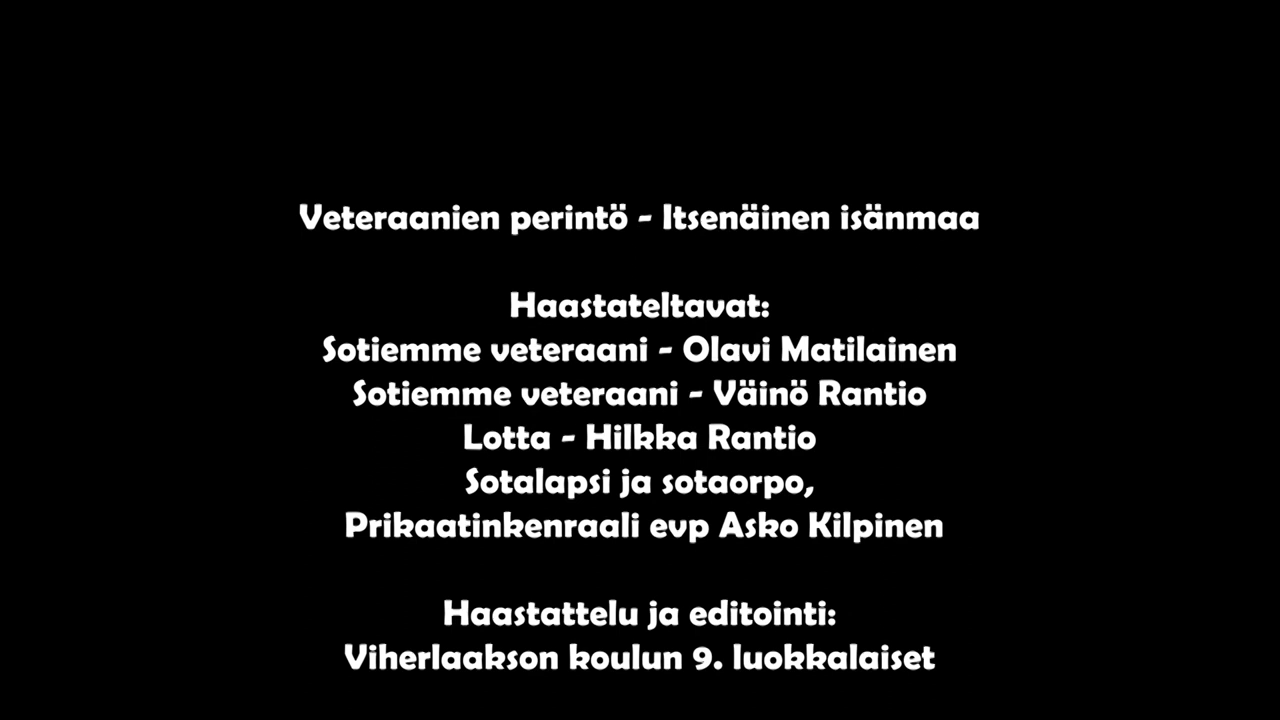 Veteraanien perintö - Itsenäinen isänmaa
Haastateltavat:
Sotiemme veteraani - Olavi Matilainen
Sotiemme veteraani - Väinö Rantio
Lotta - Hilkka Rantio
Sotalapsi ja sotaorpo,
Prikaatinkenraali evp Asko Kilpinen
Haastattelu ja editointi:
Viherlaakson koulun 9. luokkalaiset